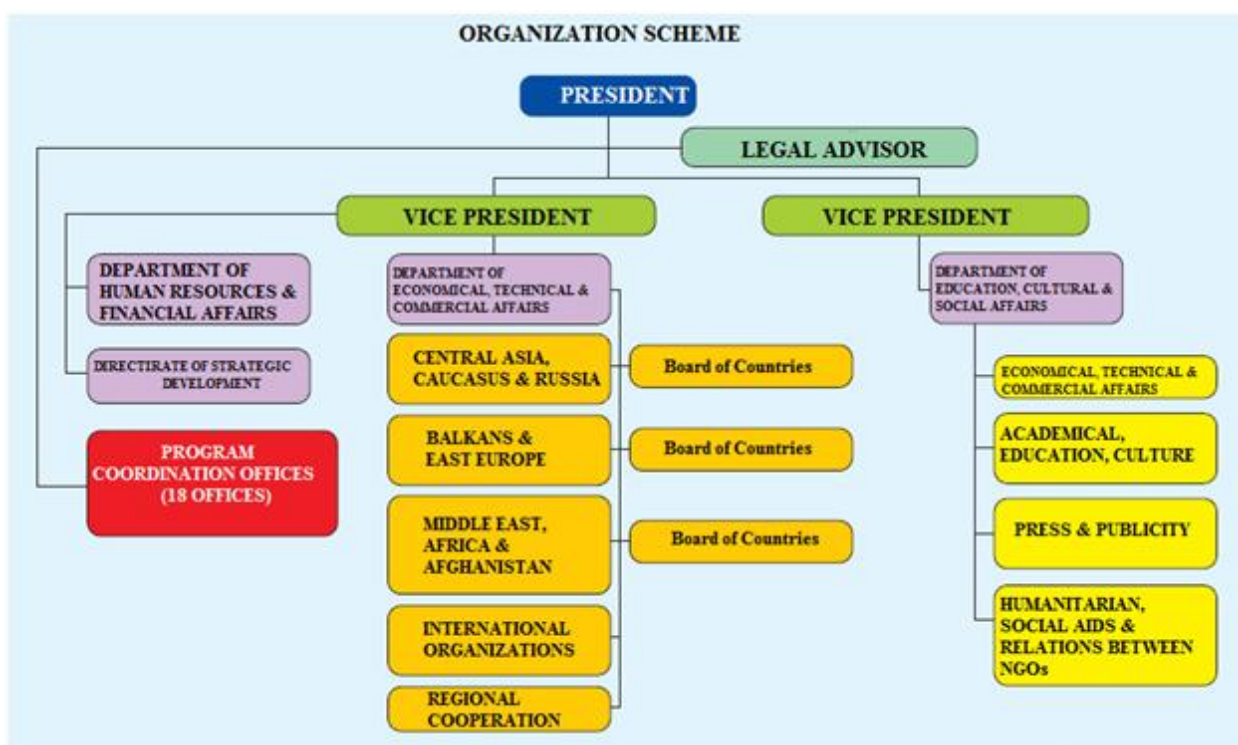 ORGANIZATION SCHEME
PRESIDENT
LEGAL ADVISOR
VICE PRESIDENT
VICE PRESIDENT
DEPARTMENT OF
HUMAN RESOURCES &
FINANCIAL AFFAIRS
DIRECTIRATE OF STRATEGIC
DEVELOPMENT
PROGRAM
COORDINATION OFFICES
(18 OFFICES)
DEPARTMENT OF
ECONOMICAL, TECHNICAL &
COMMERCIAL AFFAIRS
CENTRAL ASIA,
CAUCASUS & RUSSIA
Board of Countries
BALKANS &
EAST EUROPE
Board of Countries
MIDDLE EAST,
AFRICA &
AFGHANISTAN
Board of Countries
INTERNATIONAL
ORGANIZATIONS
REGIONAL
COOPERATION
DEPARTMENT OF
EDUCATION, CULTURAL &
SOCIAL AFFAIRS
ECONOMICAL, TECHNICAL &
COMMERCIAL AFFAIRS
ACADEMICAL,
EDUCATION, CULTURE
PRESS & PUBLICITY
HUMANITARIAN,
SOCIAL AIDS &
RELATIONS BETWEEN
NGOs